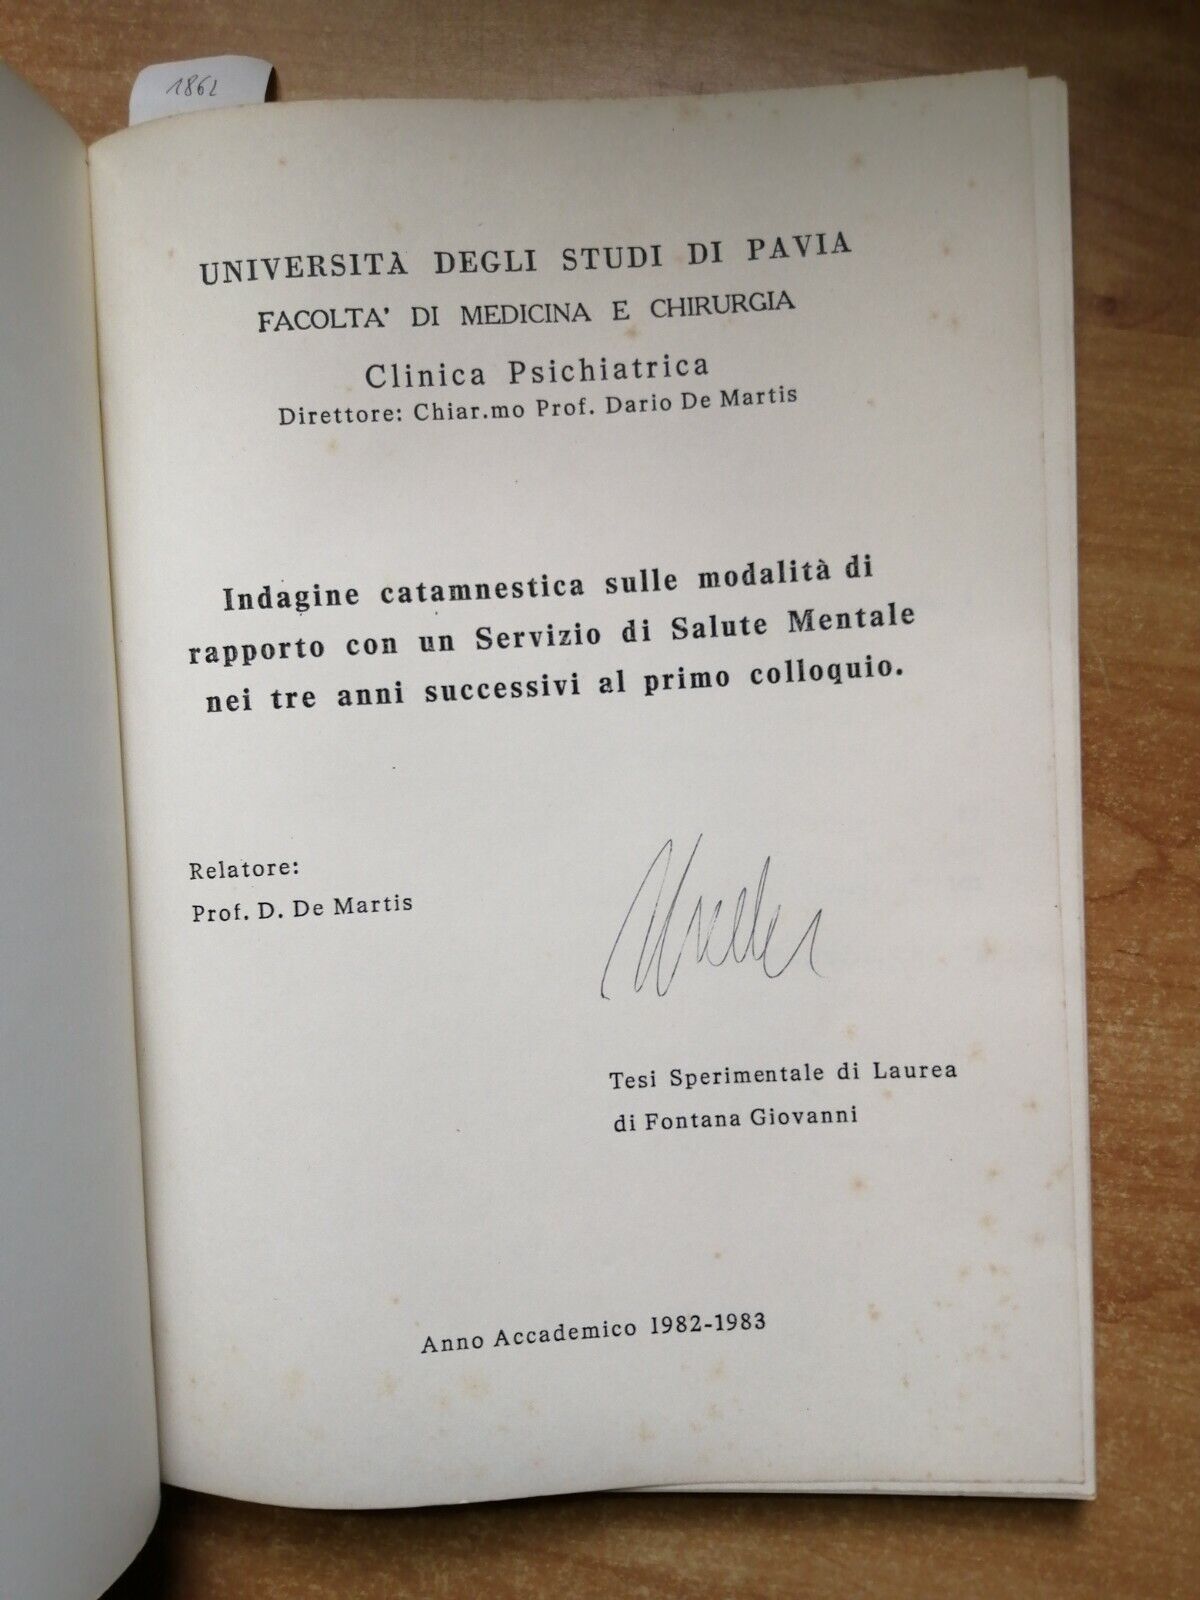 1862
UNIVERSITÀ DEGLI STUDI DI PAVIA
FACOLTA' DI MEDICINA E CHIRURGIA
Clinica Psichiatrica
Direttore: Chiar.mo Prof. Dario De Martis
Indagine catamnestica sulle modalità di
rapporto con un Servizio di Salute Mentale
nei tre anni successivi al primo colloquio.
Relatore:
Prof. D. De Martis
Tesi Sperimentale di Laurea
di Fontana Giovanni
Anno Accademico 1982-1983